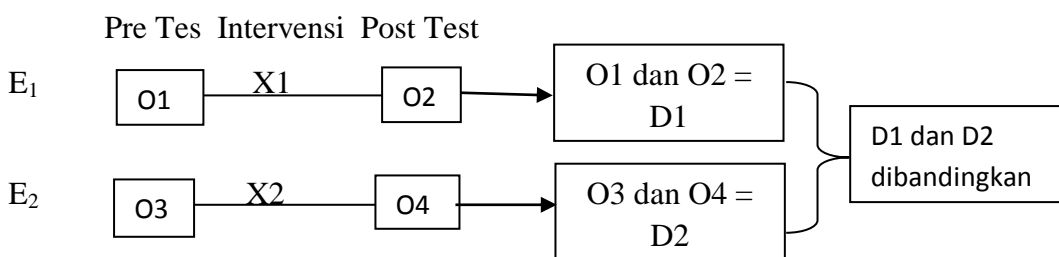 Pre Tes Intervensi Post Test
E₁ O1 X1 O2 O1 dan O2 =
D1
D1 dan D2
dibandingkan
E₂ O3 X2 O4 O3 dan O4 =
D2